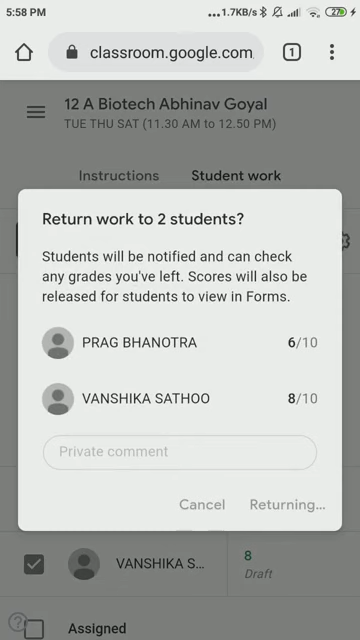 5:58 PM
...1.7KB/s
27
classroom.google.com
1
12 A Biotech Abhinav Goyal
TUE THU SAT (11.30 AM to 12.50 PM)
Instructions Student work
Return work to 2 students?
Students will be notified and can check
any grades you've left. Scores will also be
released for students to view in Forms.
PRAG BHANOTRA 6/10
VANSHIKA SATHOO 8/10
Private comment
Cancel Returning...
VANSHIKA S... 8
Draft
?
Assigned